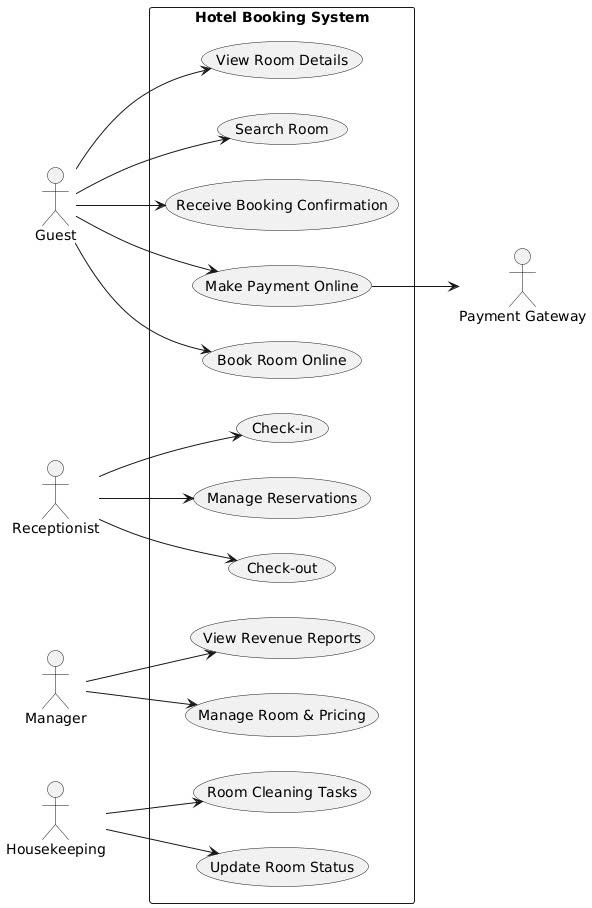 Hotel Booking System
View Room Details
Search Room
Receive Booking Confirmation
Guest
Make Payment Online
Payment Gateway
Book Room Online
Check-in
Manage Reservations
Receptionist
Check-out
View Revenue Reports
Manage Room & Pricing
Manager
Room Cleaning Tasks
Housekeeping
Update Room Status